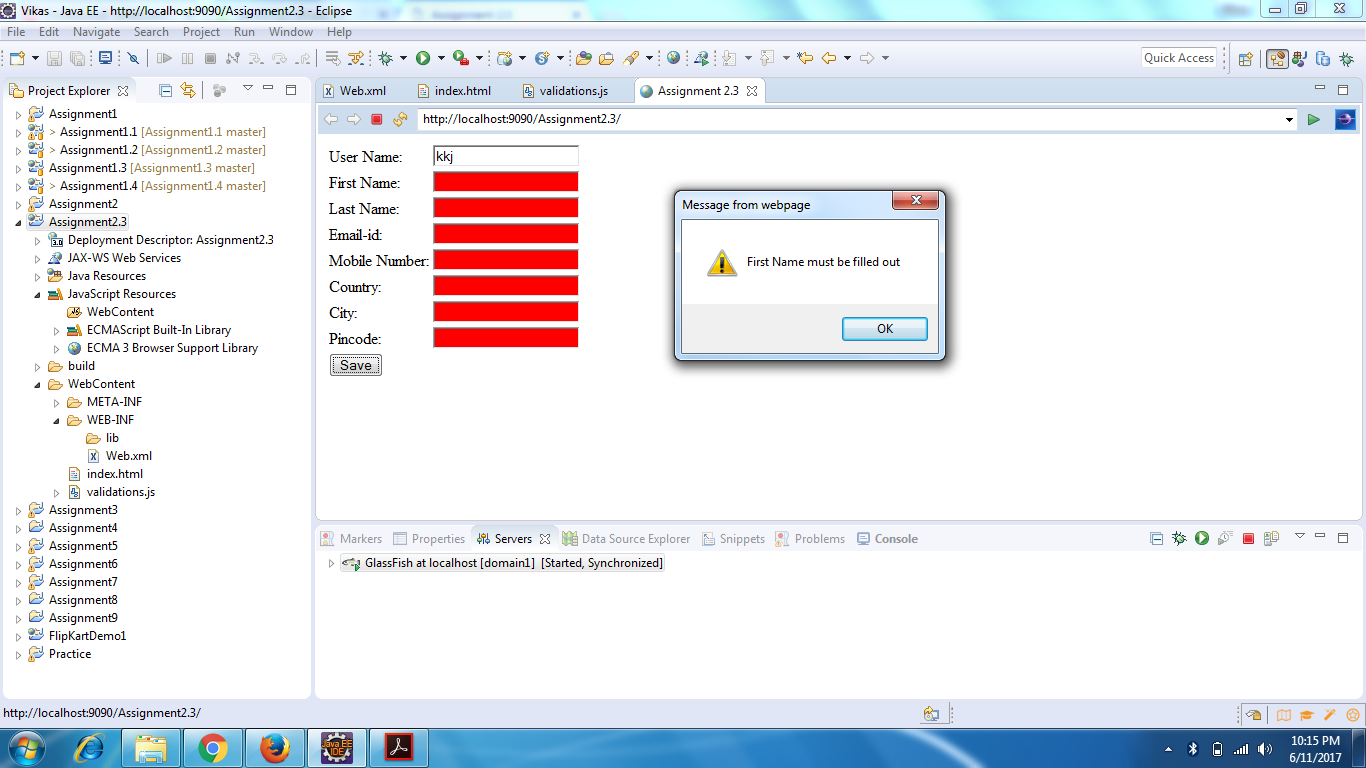 Vikas - Java EE - http://localhost:9090/Assignment2.3/ - Eclipse
File Edit Navigate Search Project Run Window Help
Quick Access
Project Explorer
Assignment1
> Assignment1.1 [Assignment1.1 master]
> Assignment1.2 [Assignment1.2 master]
Assignment1.3 [Assignment1.3 master]
> Assignment1.4 [Assignment1.4 master]
Assignment2
Assignment2.3
Deployment Descriptor: Assignment2.3
JAX-WS Web Services
Java Resources
JavaScript Resources
WebContent
ECMAScript Built-In Library
ECMA 3 Browser Support Library
build
WebContent
META-INF
WEB-INF
lib
Web.xml
index.html
validations.js
Assignment3
Assignment4
Assignment5
Assignment6
Assignment7
Assignment8
Assignment9
FlipKartDemo1
Practice
Web.xml index.html validations.js Assignment 2.3
http://localhost:9090/Assignment2.3/
User Name: kkj
First Name:
Last Name:
Email-id:
Mobile Number:
Country:
City:
Pincode:
Save
Message from webpage
First Name must be filled out
OK
Markers Properties Servers Data Source Explorer Snippets Problems Console
GlassFish at localhost [domain1] [Started, Synchronized]
http://localhost:9090/Assignment2.3/
Java EE
IDE
10:15 PM
6/11/2017